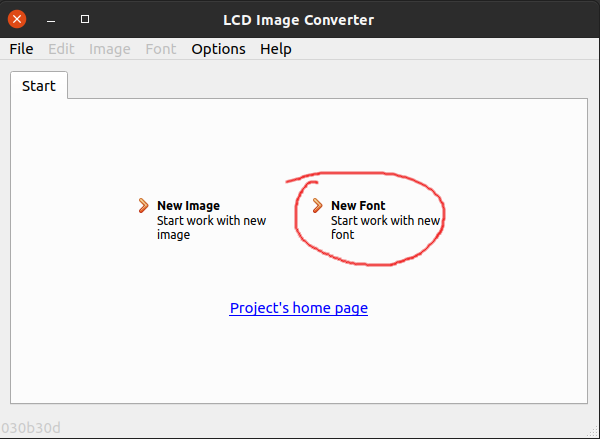 LCD Image Converter
File Edit Image Font Options Help
Start
New Image
Start work with new
image
New Font
Start work with new
font
Project's home page
030b30d